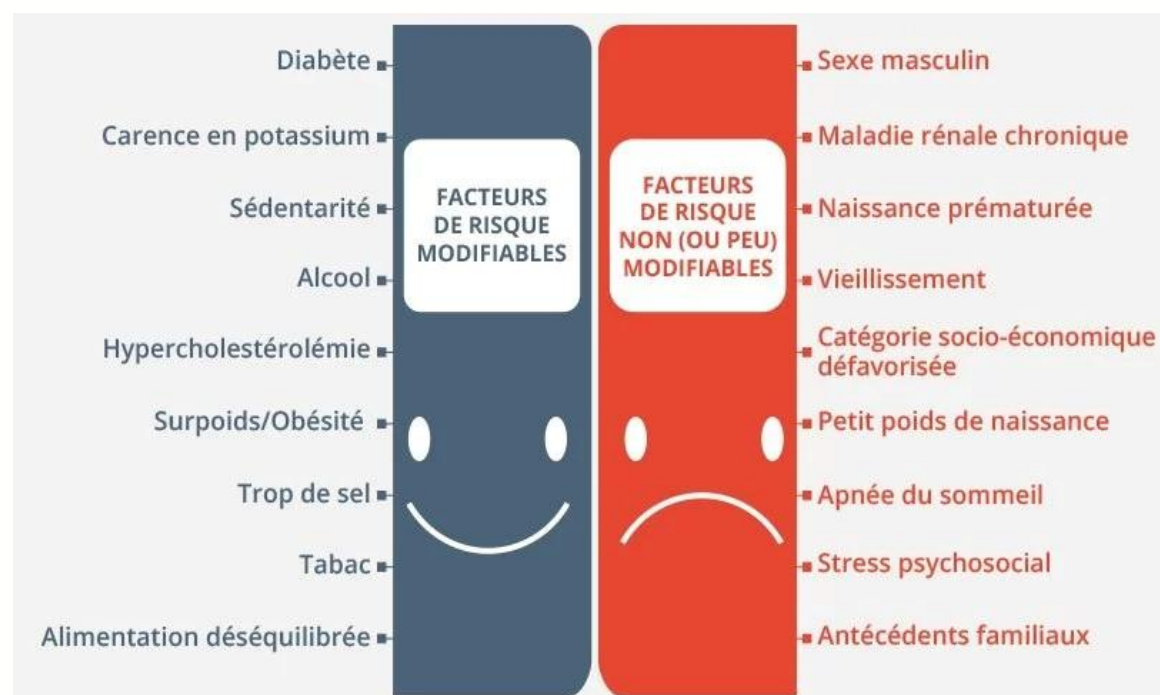 Diabète
Carence en potassium
Sédentarité
Alcool
Hypercholestérolémie
Surpoids/Obésité
Trop de sel
Tabac
Alimentation déséquilibrée
FACTEURS
DE RISQUE
MODIFIABLES
FACTEURS
DE RISQUE
NON (OU PEU)
MODIFIABLES
Sexe masculin
Maladie rénale chronique
Naissance prématurée
Vieillissement
Catégorie socio-économique
défavorisée
Petit poids de naissance
Apnée du sommeil
Stress psychosocial
Antécédents familiaux